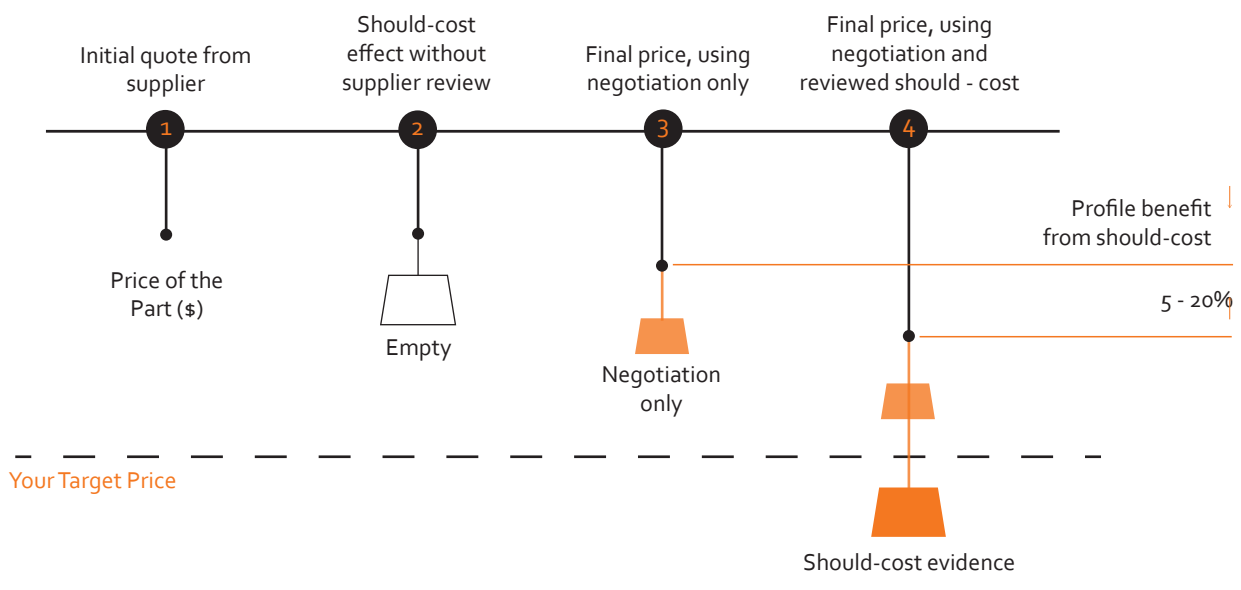 Initial quote from
supplier
Should-cost
effect without
supplier review
Final price, using
negotiation only
Final price, using
negotiation and
reviewed should - cost
1
2
3
4
Profile benefit
from should-cost
5 - 20%
Price of the
Part ($)
Empty
Negotiation
only
Your Target Price
Should-cost evidence